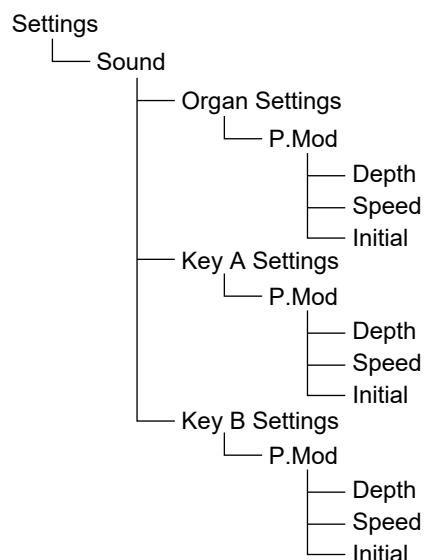 Settings
Sound
Organ Settings
P.Mod
Depth
Speed
Initial
Key A Settings
P.Mod
Depth
Speed
Initial
Key B Settings
P.Mod
Depth
Speed
Initial